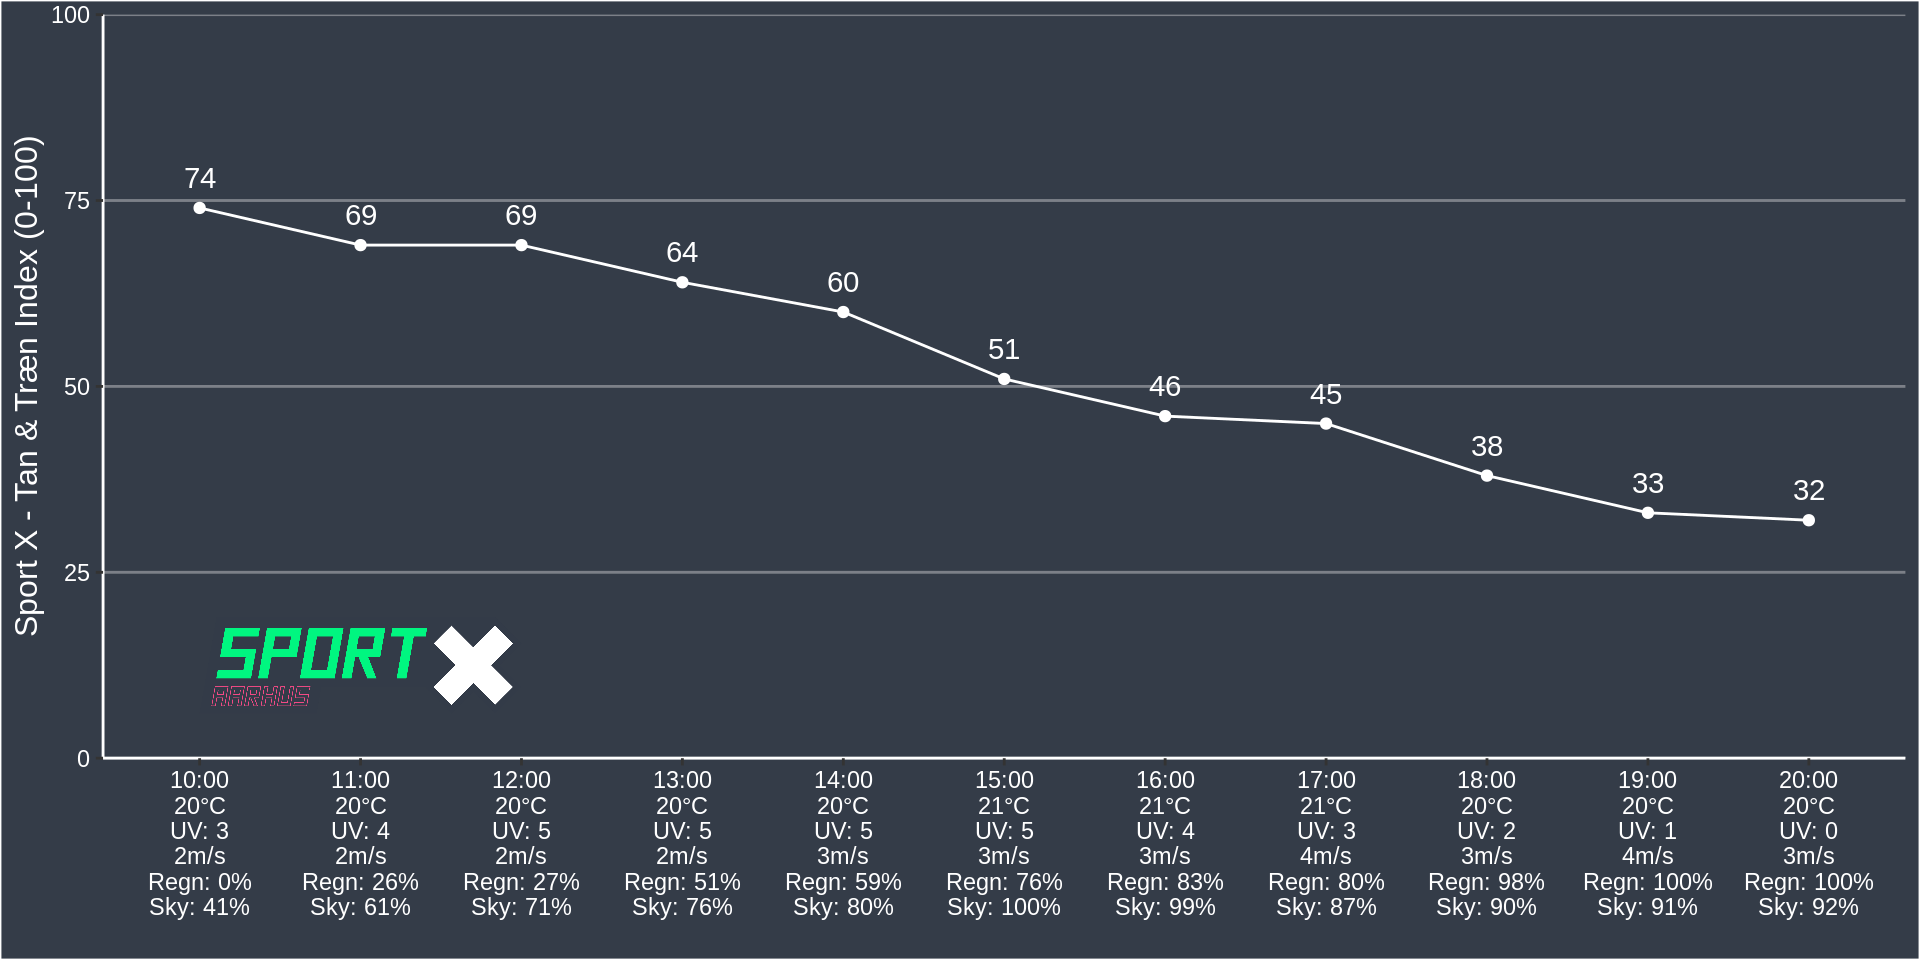 Sport X - Tan & Træn Index (0-100)
100
75
50
25
0
74
69
69
64
60
51
46
45
38
33
32
SPORT X
AARHUS
10:00 11:00 12:00 13:00 14:00 15:00 16:00 17:00 18:00 19:00 20:00
20°C 20°C 20°C 20°C 20°C 21°C 21°C 21°C 20°C 20°C 20°C
UV: 3 UV: 4 UV: 5 UV: 5 UV: 5 UV: 5 UV: 4 UV: 3 UV: 2 UV: 1 UV: 0
2m/s 2m/s 2m/s 2m/s 3m/s 3m/s 3m/s 4m/s 3m/s 4m/s 3m/s
Regn: 0% Regn: 26% Regn: 27% Regn: 51% Regn: 59% Regn: 76% Regn: 83% Regn: 80% Regn: 98% Regn: 100% Regn: 100%
Sky: 41% Sky: 61% Sky: 71% Sky: 76% Sky: 80% Sky: 100% Sky: 99% Sky: 87% Sky: 90% Sky: 91% Sky: 92%